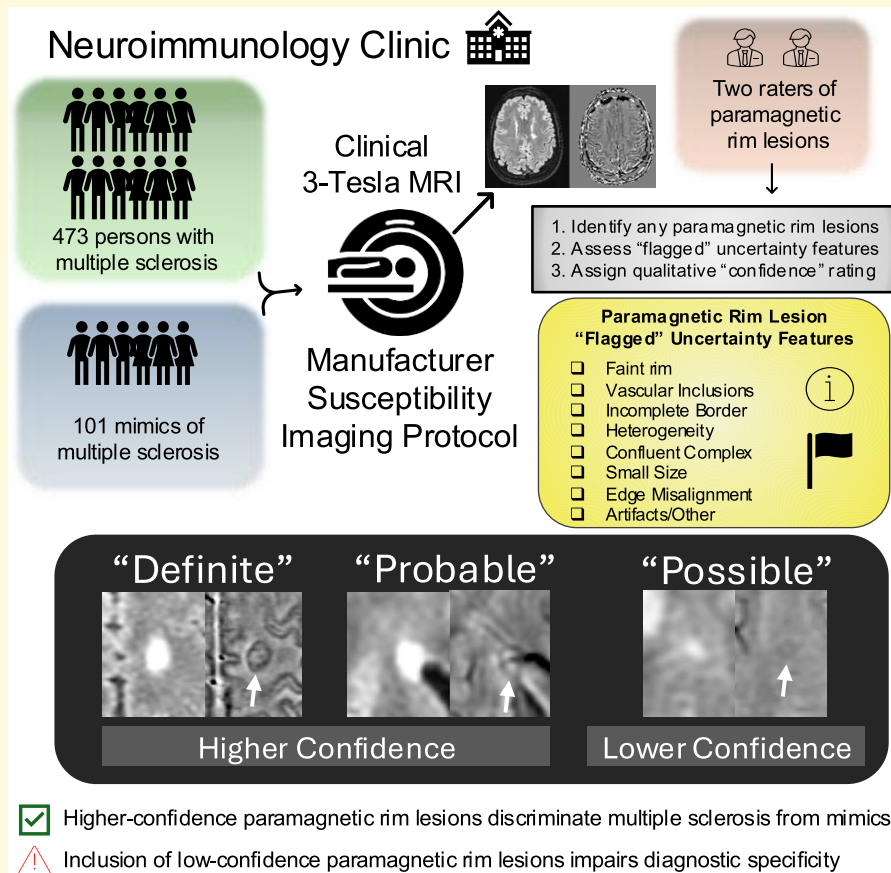 Neuroimmunology Clinic
473 persons with
multiple sclerosis
101 mimics of
multiple sclerosis
Clinical
3-Tesla MRI
Manufacturer
Susceptibility
Imaging Protocol
Two raters of
paramagnetic
rim lesions
1. Identify any paramagnetic rim lesions
2. Assess “flagged” uncertainty features
3. Assign qualitative “confidence” rating
Paramagnetic Rim Lesion
“Flagged” Uncertainty Features
Faint rim
Vascular Inclusions
Incomplete Border
Heterogeneity
Confluent Complex
Small Size
Edge Misalignment
Artifacts/Other
i
“Definite”
“Probable”
“Possible”
Higher Confidence
Lower Confidence
Higher-confidence paramagnetic rim lesions discriminate multiple sclerosis from mimics
Inclusion of low-confidence paramagnetic rim lesions impairs diagnostic specificity